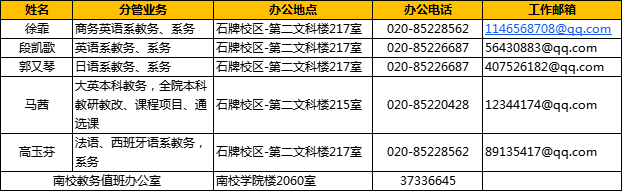 姓名 分管业务 办公地点 办公电话 工作邮箱
徐霏 商务英语系教务、系务 石牌校区-第二文科楼217室 020-85228562 1146568708@qq.com
段凯歌 英语系教务、系务 石牌校区-第二文科楼217室 020-85226687 56430883@qq.com
郭又琴 日语系教务、系务 石牌校区-第二文科楼217室 020-85226687 407526182@qq.com
马茜 大英本科教务，全院本科
教研教改、课程项目、通
选课 石牌校区-第二文科楼215室 020-85220428 12344174@qq.com
高玉芬 法语、西班牙语系教务，
系务 石牌校区-第二文科楼217室 020-85228562 89135417@qq.com
南校教务值班办公室 南校学院楼2060室 37336645